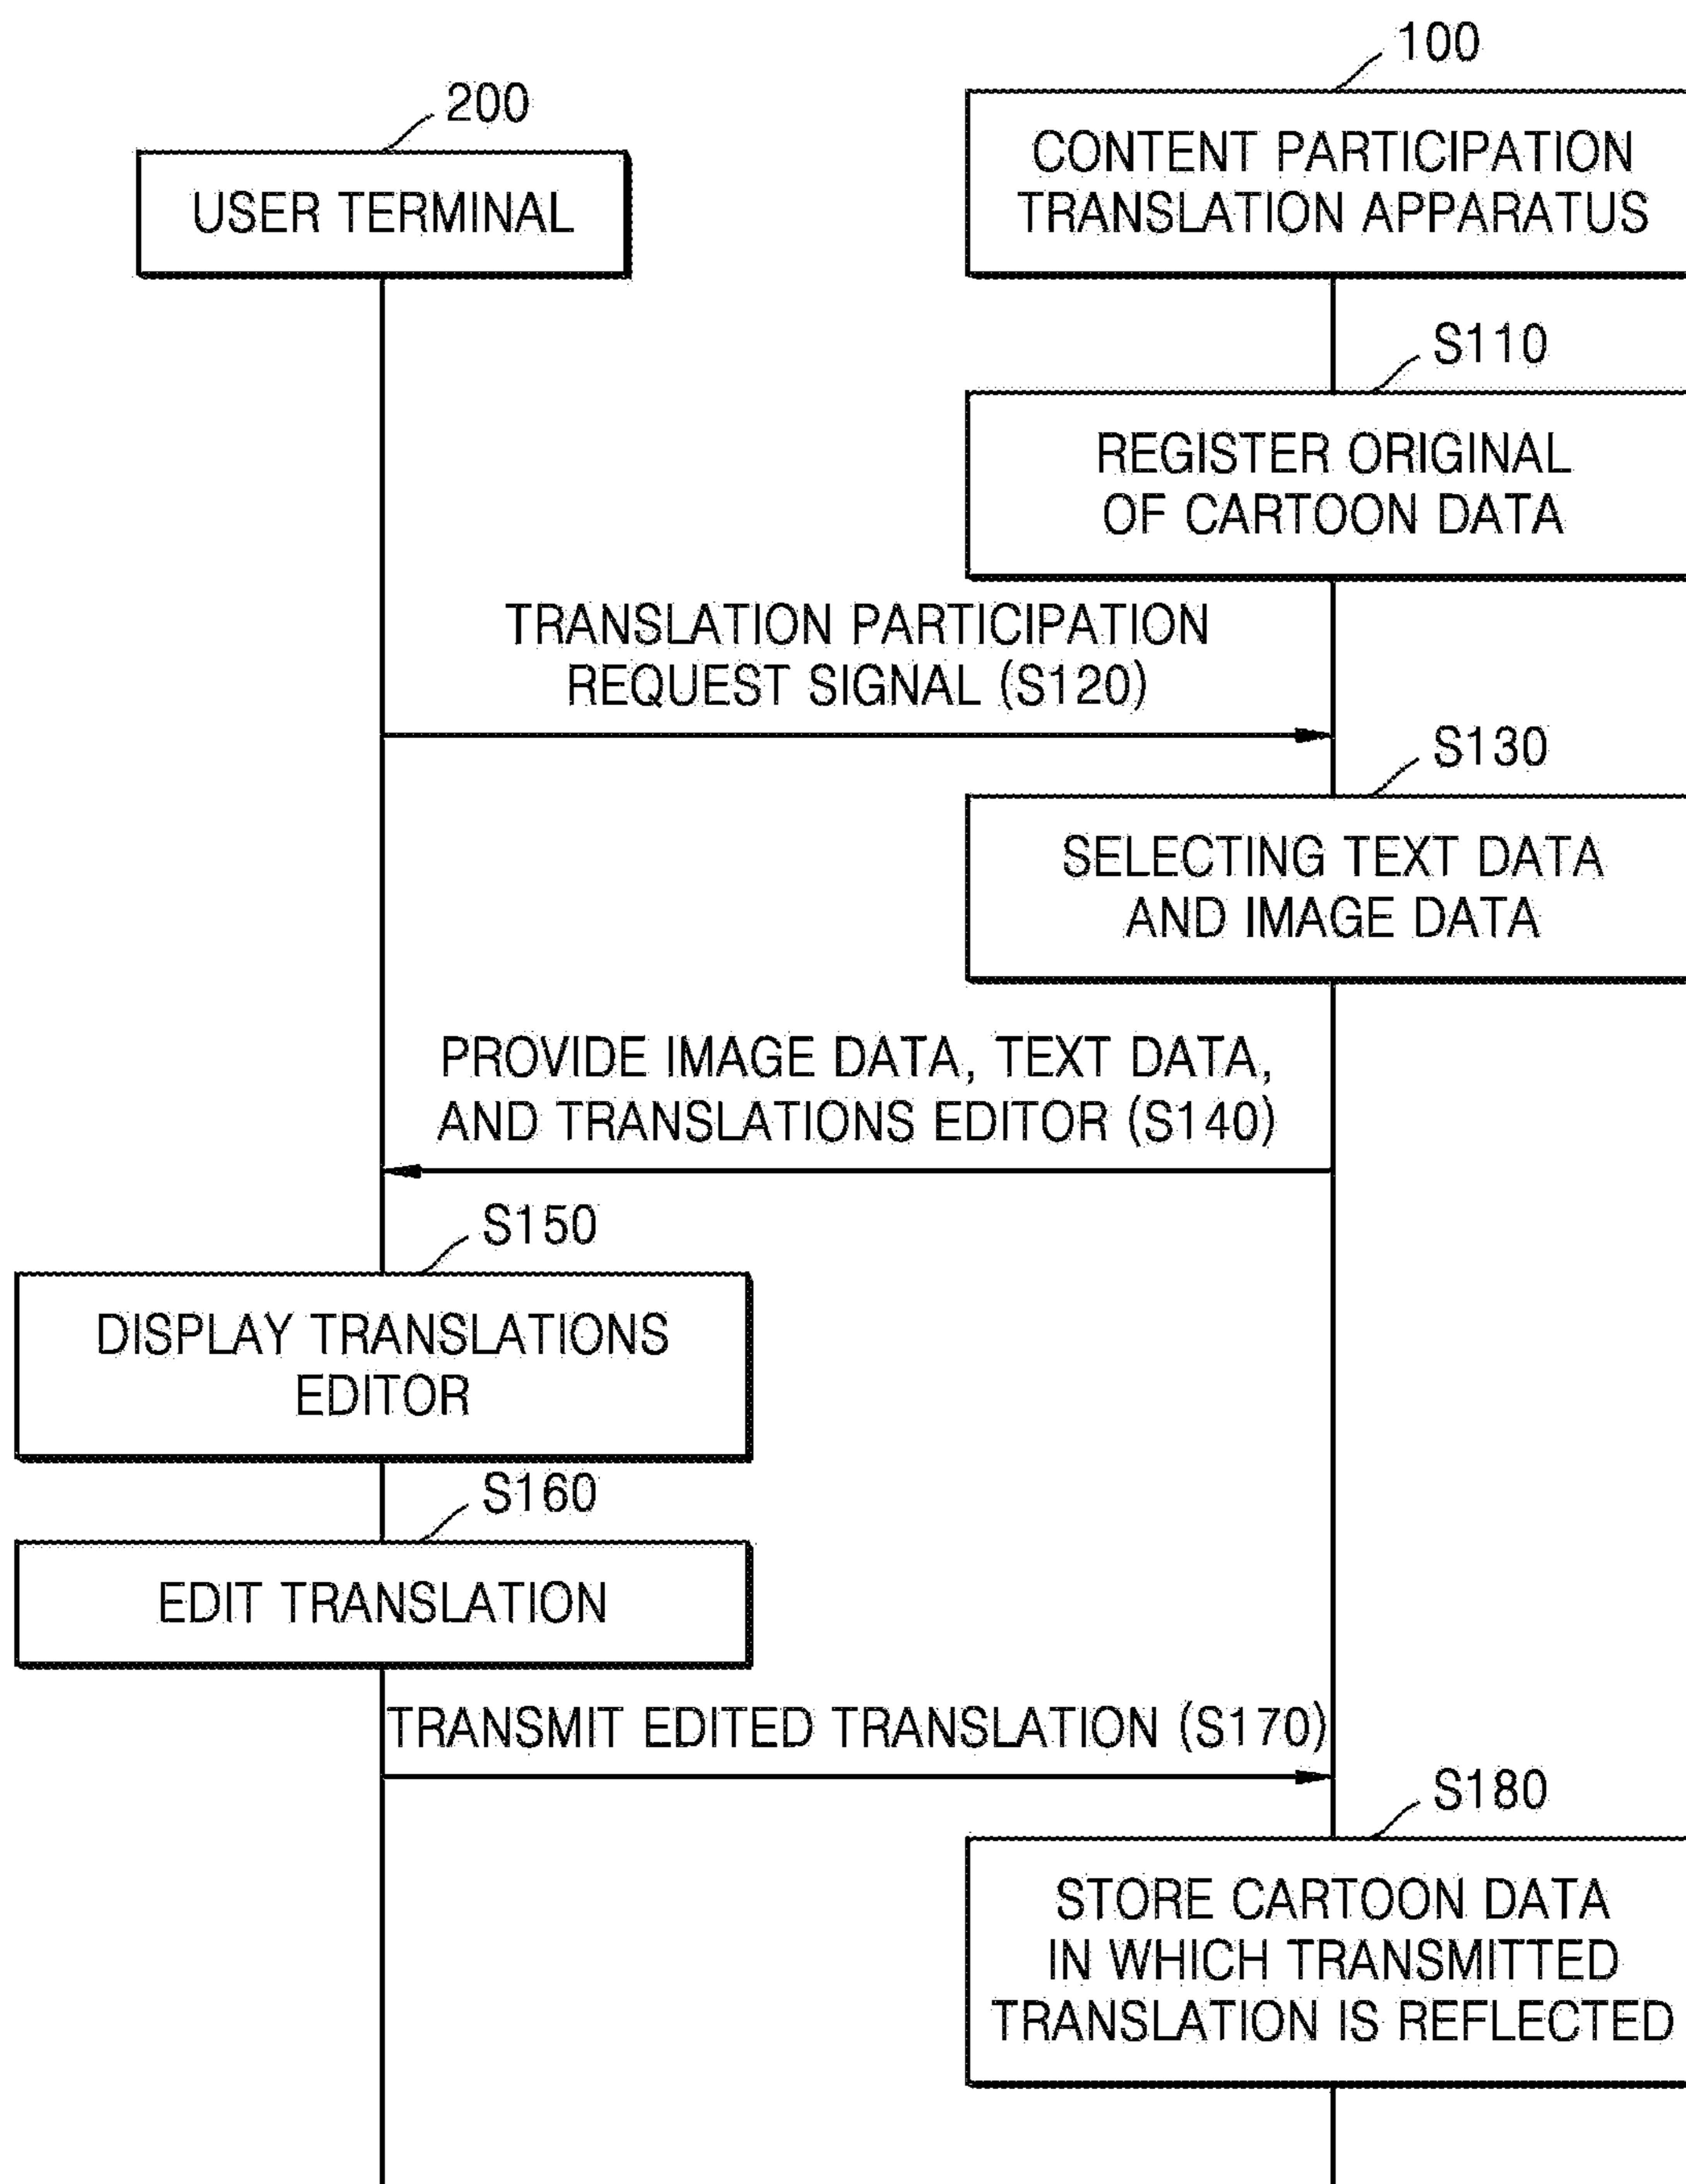 100
200
CONTENT PARTICIPATION
TRANSLATION APPARATUS
USER TERMINAL
S110
REGISTER ORIGINAL
OF CARTOON DATA
TRANSLATION PARTICIPATION
REQUEST SIGNAL (S120)
S130
SELECTING TEXT DATA
AND IMAGE DATA
PROVIDE IMAGE DATA, TEXT DATA,
AND TRANSLATIONS EDITOR (S140)
S150
DISPLAY TRANSLATIONS
EDITOR
S160
EDIT TRANSLATION
TRANSMIT EDITED TRANSLATION (S170)
S180
STORE CARTOON DATA
IN WHICH TRANSMITTED
TRANSLATION IS REFLECTED